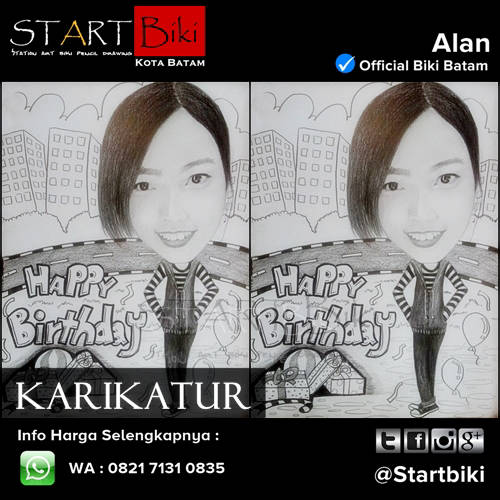 START Biki
STATION ART BIKI PENCIL DRAWING
KOTA BATAM
Alan
Official Biki Batam
HAPPY
Birthday
HAPPY
Birthday
KARIKATUR
Info Harga Selengkapnya :
WA : 0821 7131 0835
@Startbiki